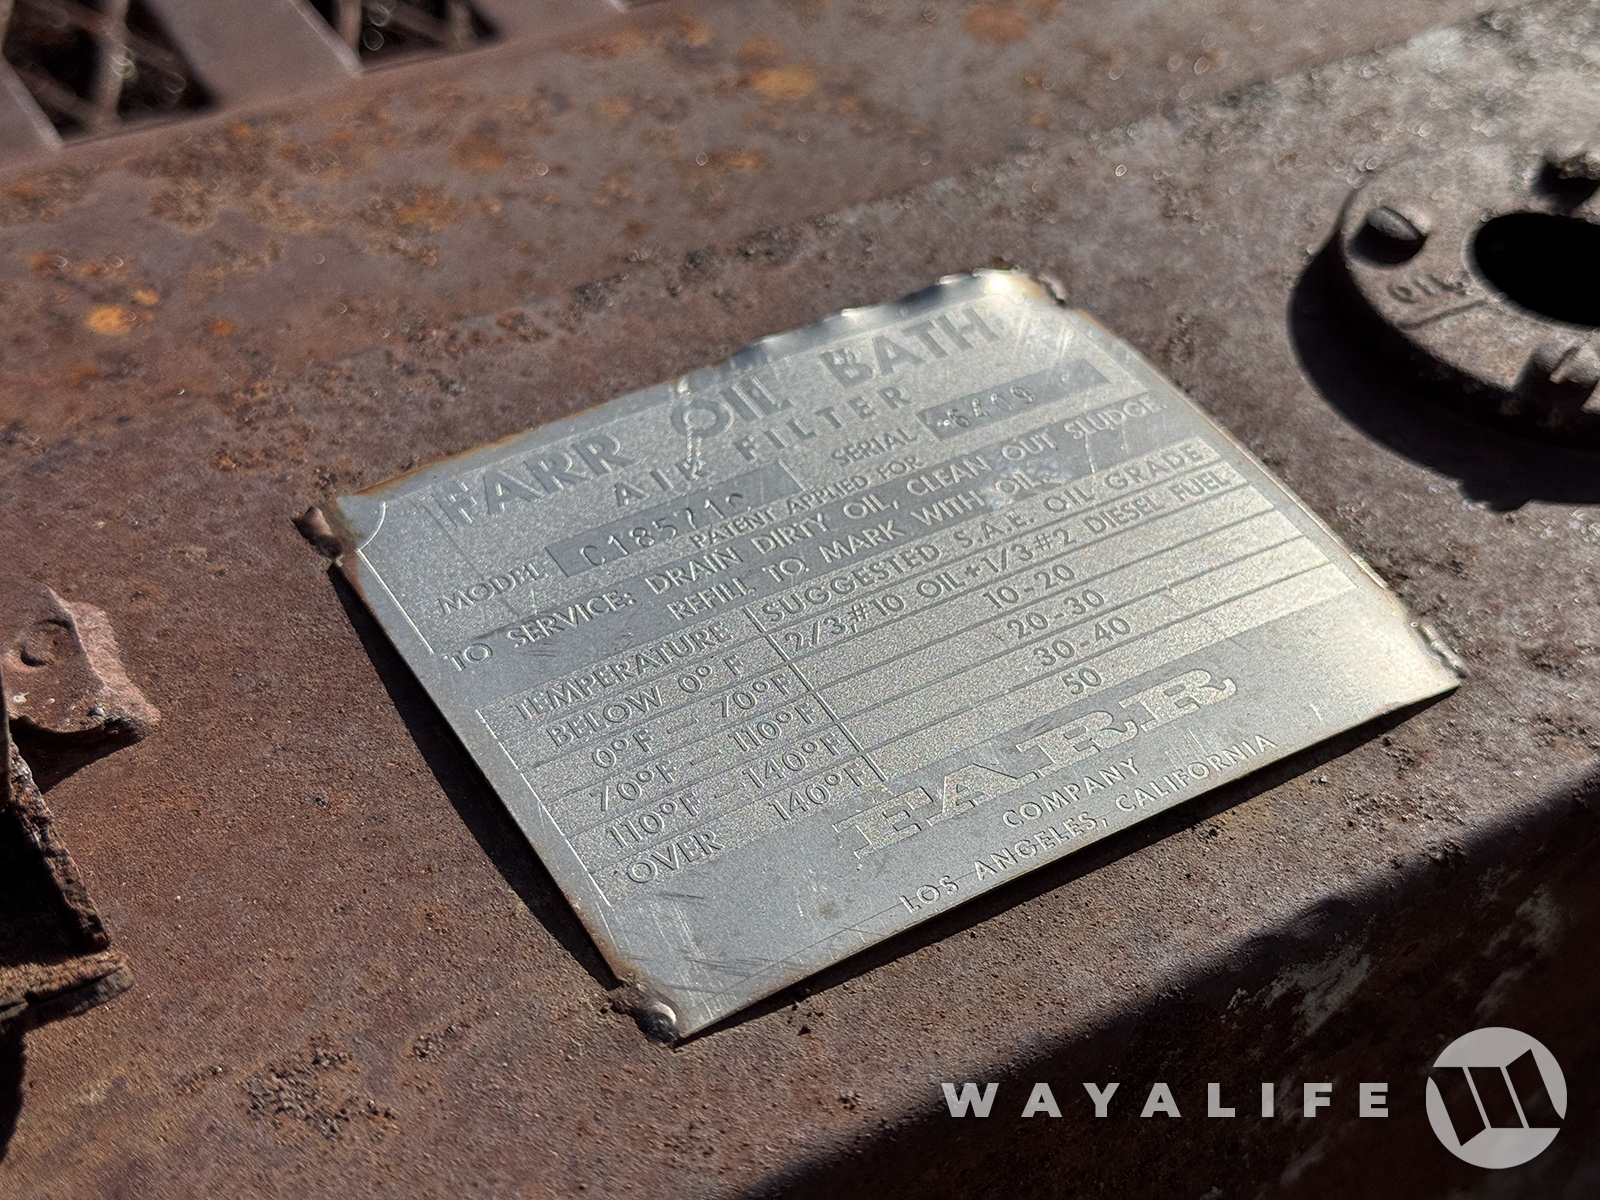 FARR OIL BATH
AIR FILTER
MODEL SERIAL
PATENT APPLIED FOR
TO SERVICE: DRAIN DIRTY OIL, CLEAN OUT SLUDGE.
REFILL TO MARK WITH OIL.
TEMPERATURE SUGGESTED S.A.E. OIL GRADE
BELOW 0°F 2/3,#10 OIL+1/3#2 DIESEL FUEL
0°F - 70°F 10-20
70°F - 110°F 20-30
110°F - 140°F 30-40
OVER 140°F 50
FARR
COMPANY
LOS ANGELES, CALIFORNIA
OIL
WAYALIFE